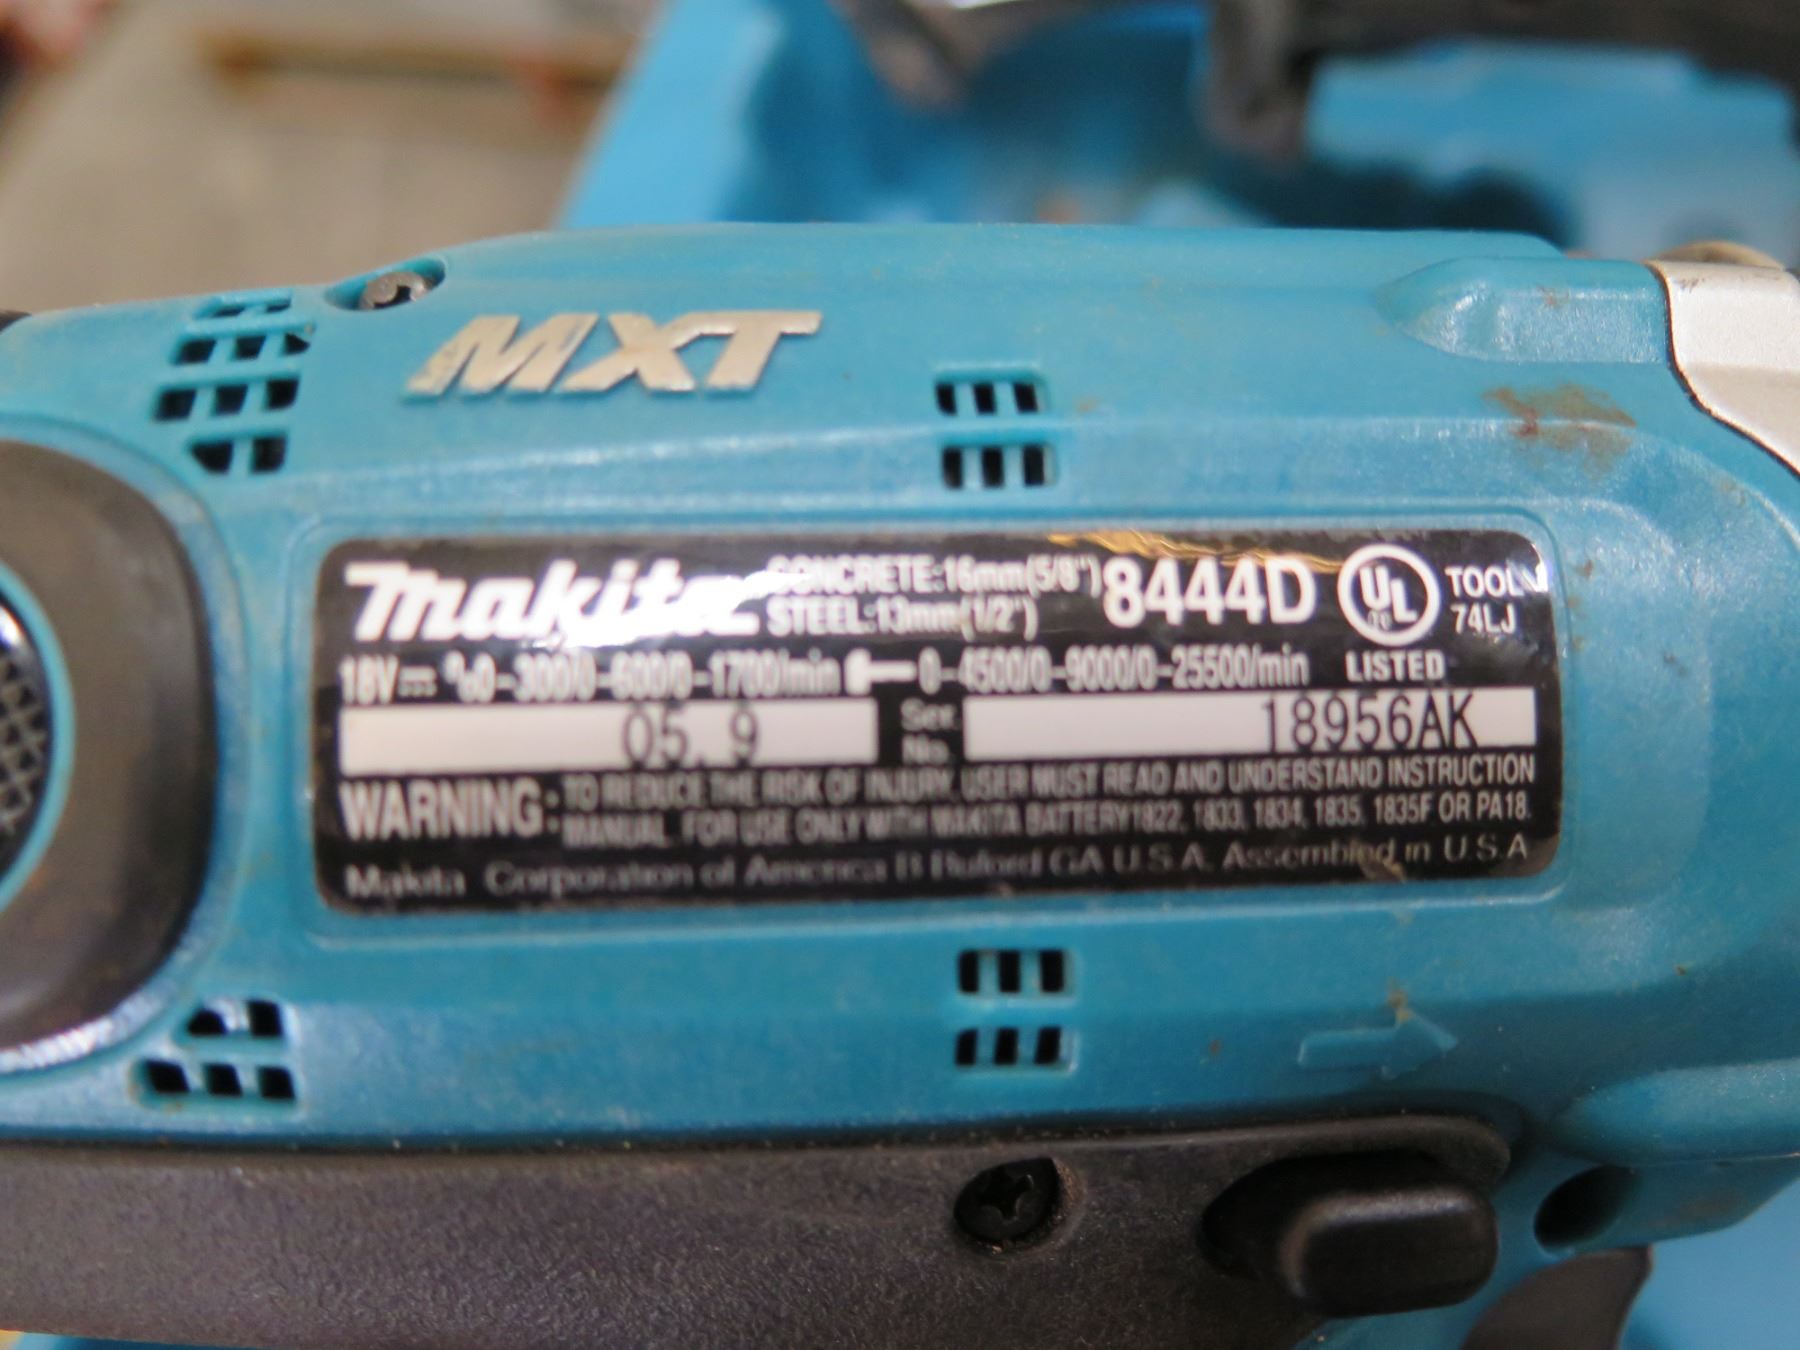 MXT
makita CONCRETE:16mm(5/8") 8444D UL LISTED TOOL 74LJ
STEEL:13mm(1/2")
18V 0-300/0-600/0-1700/min 0-4500/0-9000/0-25500/min
05. 9 Ser. No. 18956AK
WARNING: TO REDUCE THE RISK OF INJURY, USER MUST READ AND UNDERSTAND INSTRUCTION
MANUAL. FOR USE ONLY WITH MAKITA BATTERY1822, 1833, 1834, 1835, 1835F OR PA18.
Makita Corporation of America B Buford GA U.S.A. Assembled in U.S.A